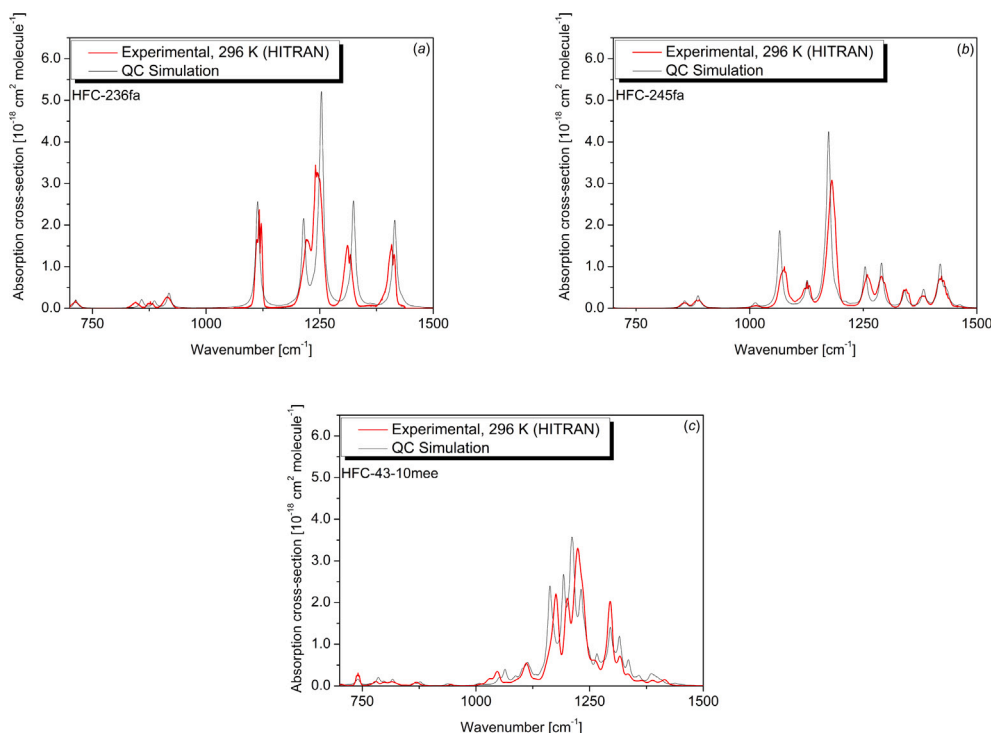 (a)
Experimental, 296 K (HITRAN)
QC Simulation
HFC-236fa
Absorption cross-section [10⁻¹⁸ cm² molecule⁻¹]
6.0
5.0
4.0
3.0
2.0
1.0
0.0
750 1000 1250 1500
Wavenumber [cm⁻¹]
(b)
Experimental, 296 K (HITRAN)
QC Simulation
HFC-245fa
Absorption cross-section [10⁻¹⁸ cm² molecule⁻¹]
6.0
5.0
4.0
3.0
2.0
1.0
0.0
750 1000 1250 1500
Wavenumber [cm⁻¹]
(c)
Experimental, 296 K (HITRAN)
QC Simulation
HFC-43-10mee
Absorption cross-section [10⁻¹⁸ cm² molecule⁻¹]
6.0
5.0
4.0
3.0
2.0
1.0
0.0
750 1000 1250 1500
Wavenumber [cm⁻¹]